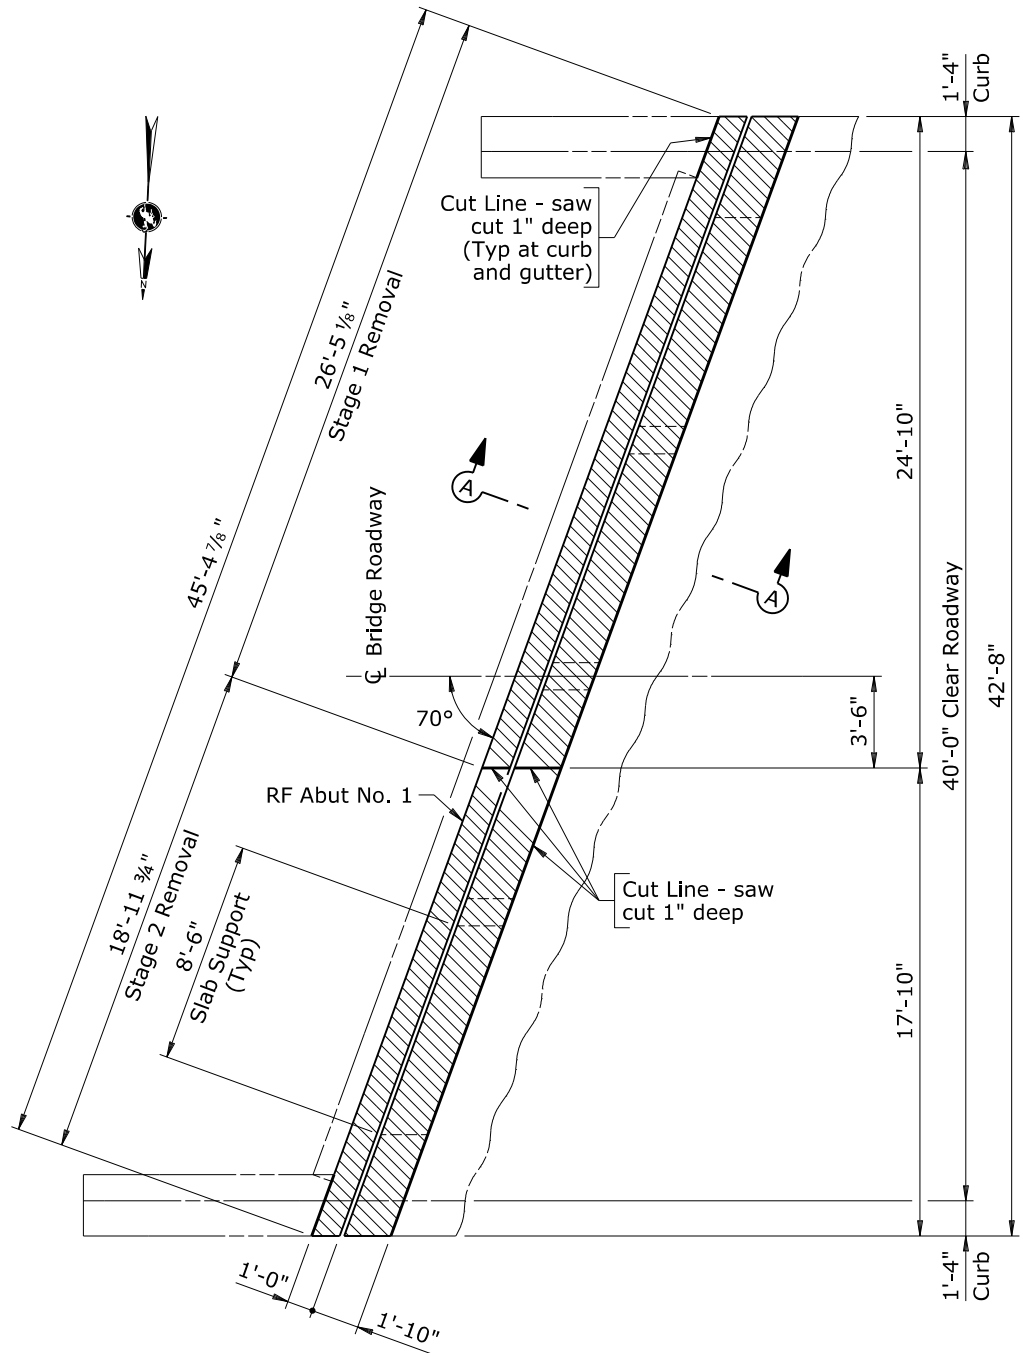 1'-4"
Curb
Cut Line - saw
cut 1" deep
(Typ at curb
and gutter)
N
26'-5 ⅛"
Stage 1 Removal
24'-10"
A
℄ Bridge Roadway
45'-4 ⅞"
A
40'-0" Clear Roadway
42'-8"
3'-6"
70°
RF Abut No. 1
Cut Line - saw
cut 1" deep
18'-11 ¾"
Stage 2 Removal
8'-6"
Slab Support
(Typ)
17'-10"
1'-4"
Curb
1'-0"
1'-10"